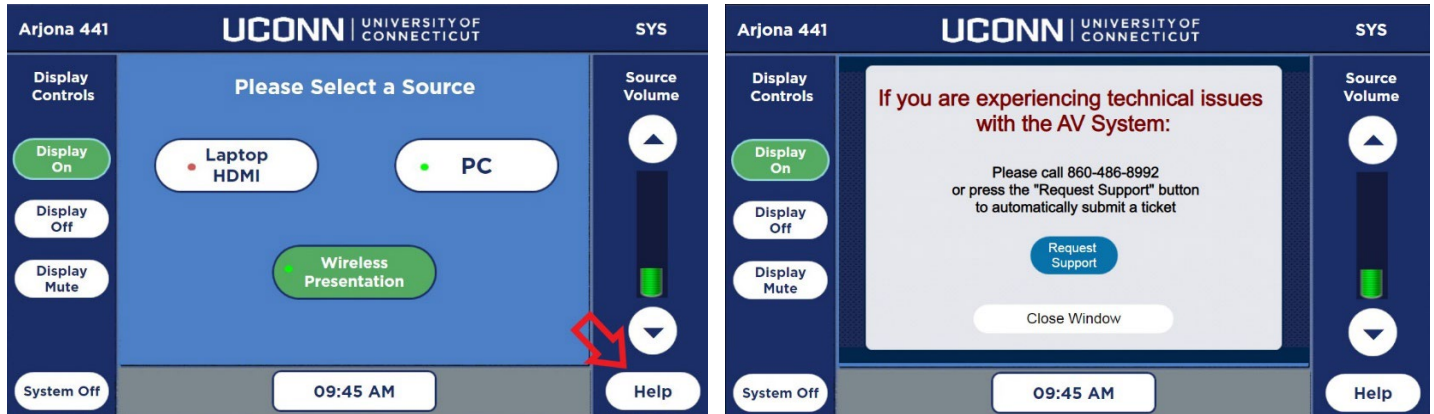 Arjona 441
UCONN | UNIVERSITY OF
CONNECTICUT
SYS
Display
Controls
Please Select a Source
Source
Volume
Display
On
Laptop
HDMI
PC
Display
Off
Display
Mute
Wireless
Presentation
System Off
09:45 AM
Help
Arjona 441
UCONN | UNIVERSITY OF
CONNECTICUT
SYS
Display
Controls
If you are experiencing technical issues
with the AV System:
Source
Volume
Display
On
Please call 860-486-8992
or press the "Request Support" button
to automatically submit a ticket
Display
Off
Request
Support
Display
Mute
Close Window
System Off
09:45 AM
Help